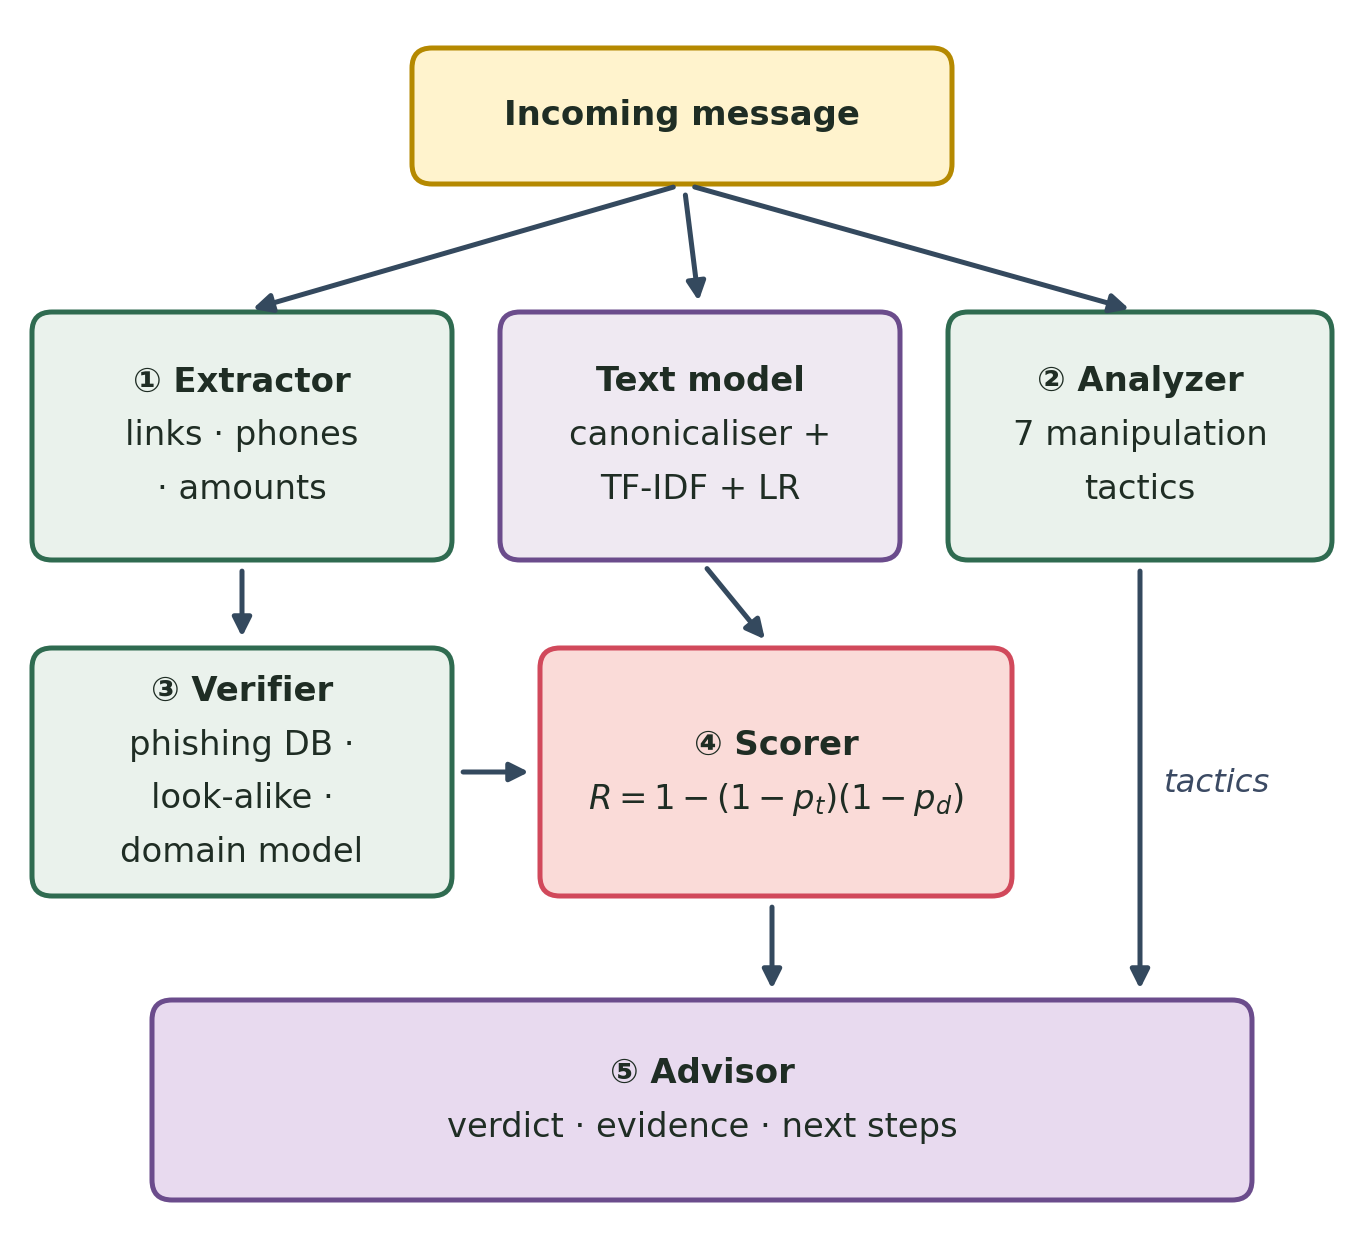 Incoming message
① Extractor
links · phones
· amounts
Text model
canonicaliser +
TF-IDF + LR
② Analyzer
7 manipulation
tactics
③ Verifier
phishing DB ·
look-alike ·
domain model
④ Scorer
R = 1 − (1 − pₜ)(1 − p_d)
tactics
⑤ Advisor
verdict · evidence · next steps